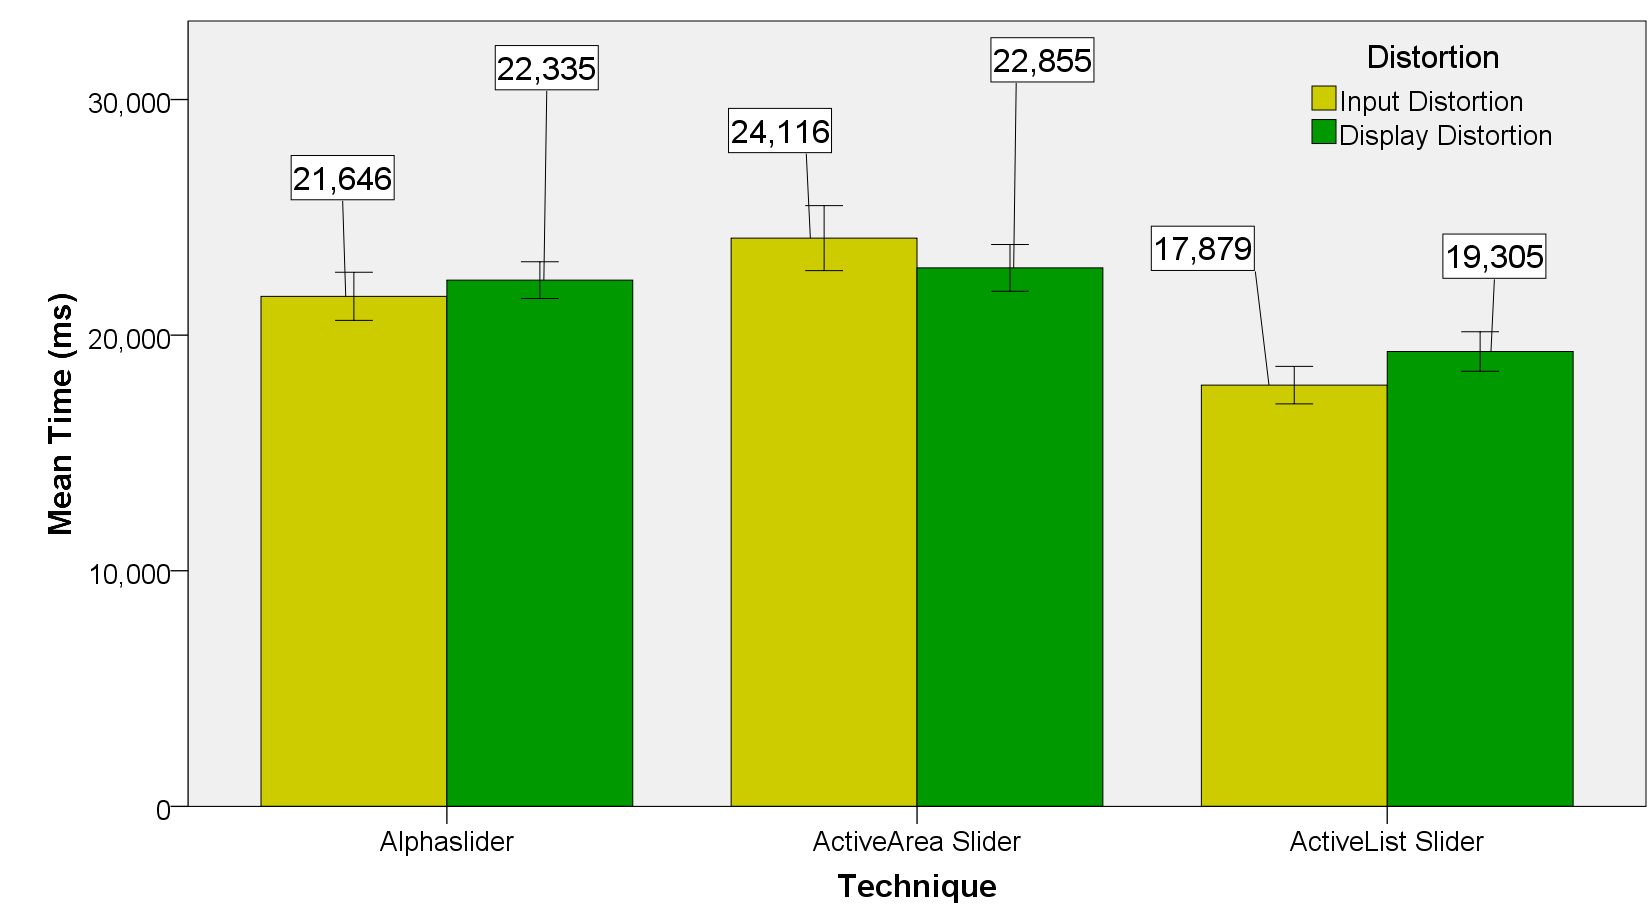 Distortion
Input Distortion
Display Distortion
22,335
22,855
24,116
21,646
17,879
19,305
Mean Time (ms)
30,000
20,000
10,000
0
Alphaslider
ActiveArea Slider
ActiveList Slider
Technique